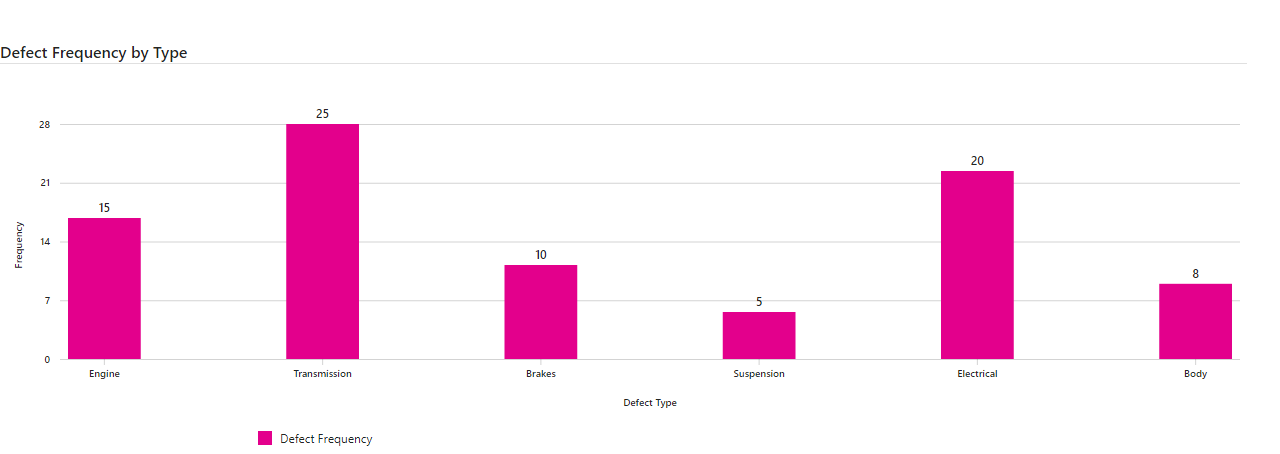 Defect Frequency by Type
25
28
20
21
15
14
10
8
7
5
0
Frequency
Engine Transmission Brakes Suspension Electrical Body
Defect Type
Defect Frequency